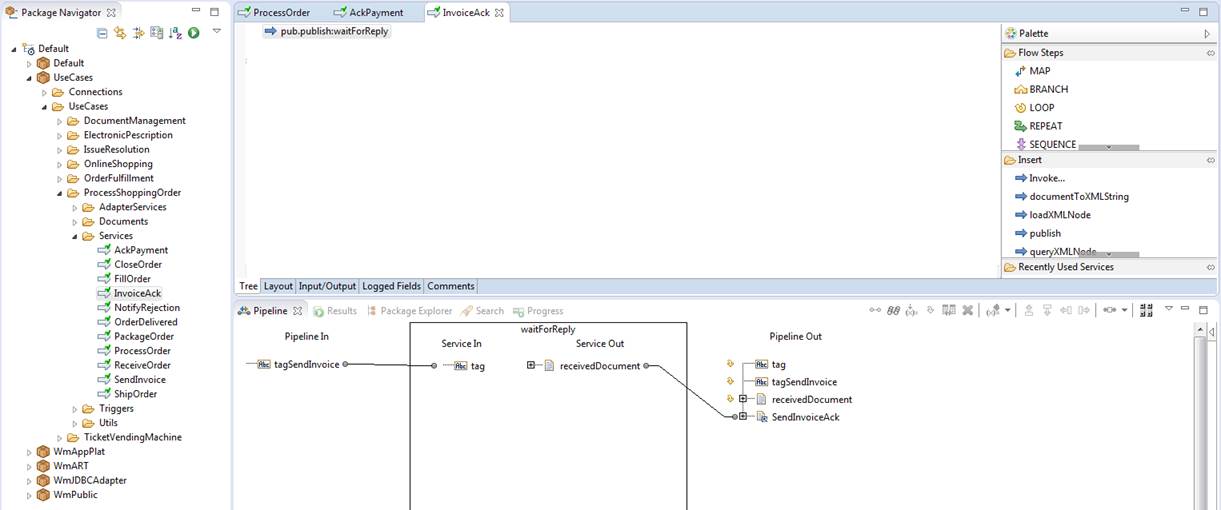 Package Navigator
Default
Default
UseCases
Connections
UseCases
DocumentManagement
ElectronicPescription
IssueResolution
OnlineShopping
OrderFulfillment
ProcessShoppingOrder
AdapterServices
Documents
Services
AckPayment
CloseOrder
FillOrder
InvoiceAck
NotifyRejection
OrderDelivered
PackageOrder
ProcessOrder
ReceiveOrder
SendInvoice
ShipOrder
Triggers
Utils
TicketVendingMachine
WmAppPlat
WmART
WmJDBCAdapter
WmPublic
ProcessOrder AckPayment InvoiceAck
pub.publish:waitForReply
Palette
Flow Steps
MAP
BRANCH
LOOP
REPEAT
SEQUENCE
Insert
Invoke...
documentToXMLString
loadXMLNode
publish
queryXMLNode
Recently Used Services
Tree Layout Input/Output Logged Fields Comments
Pipeline Results Package Explorer Search Progress
Pipeline In waitForReply Pipeline Out
Service In Service Out
Abc tagSendInvoice Abc tag receivedDocument Abc tag
Abc tagSendInvoice
receivedDocument
SendInvoiceAck